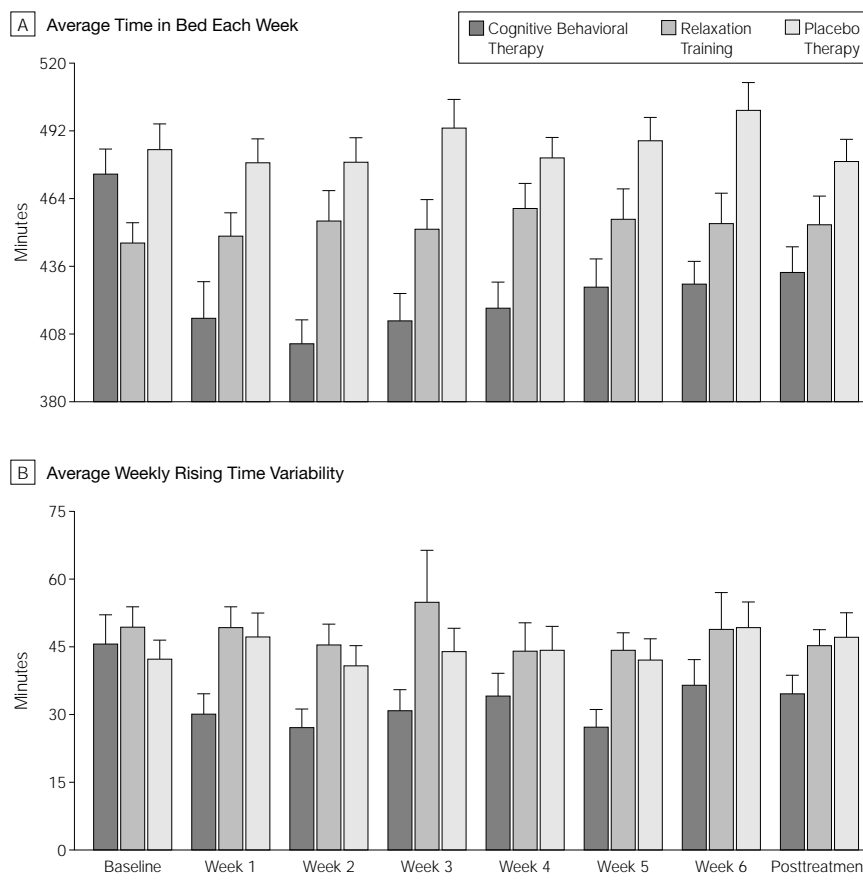 A Average Time in Bed Each Week
Cognitive Behavioral Therapy
Relaxation Training
Placebo Therapy
520
492
464
436
408
380
Minutes
B Average Weekly Rising Time Variability
75
60
45
30
15
0
Minutes
Baseline Week 1 Week 2 Week 3 Week 4 Week 5 Week 6 Posttreatment